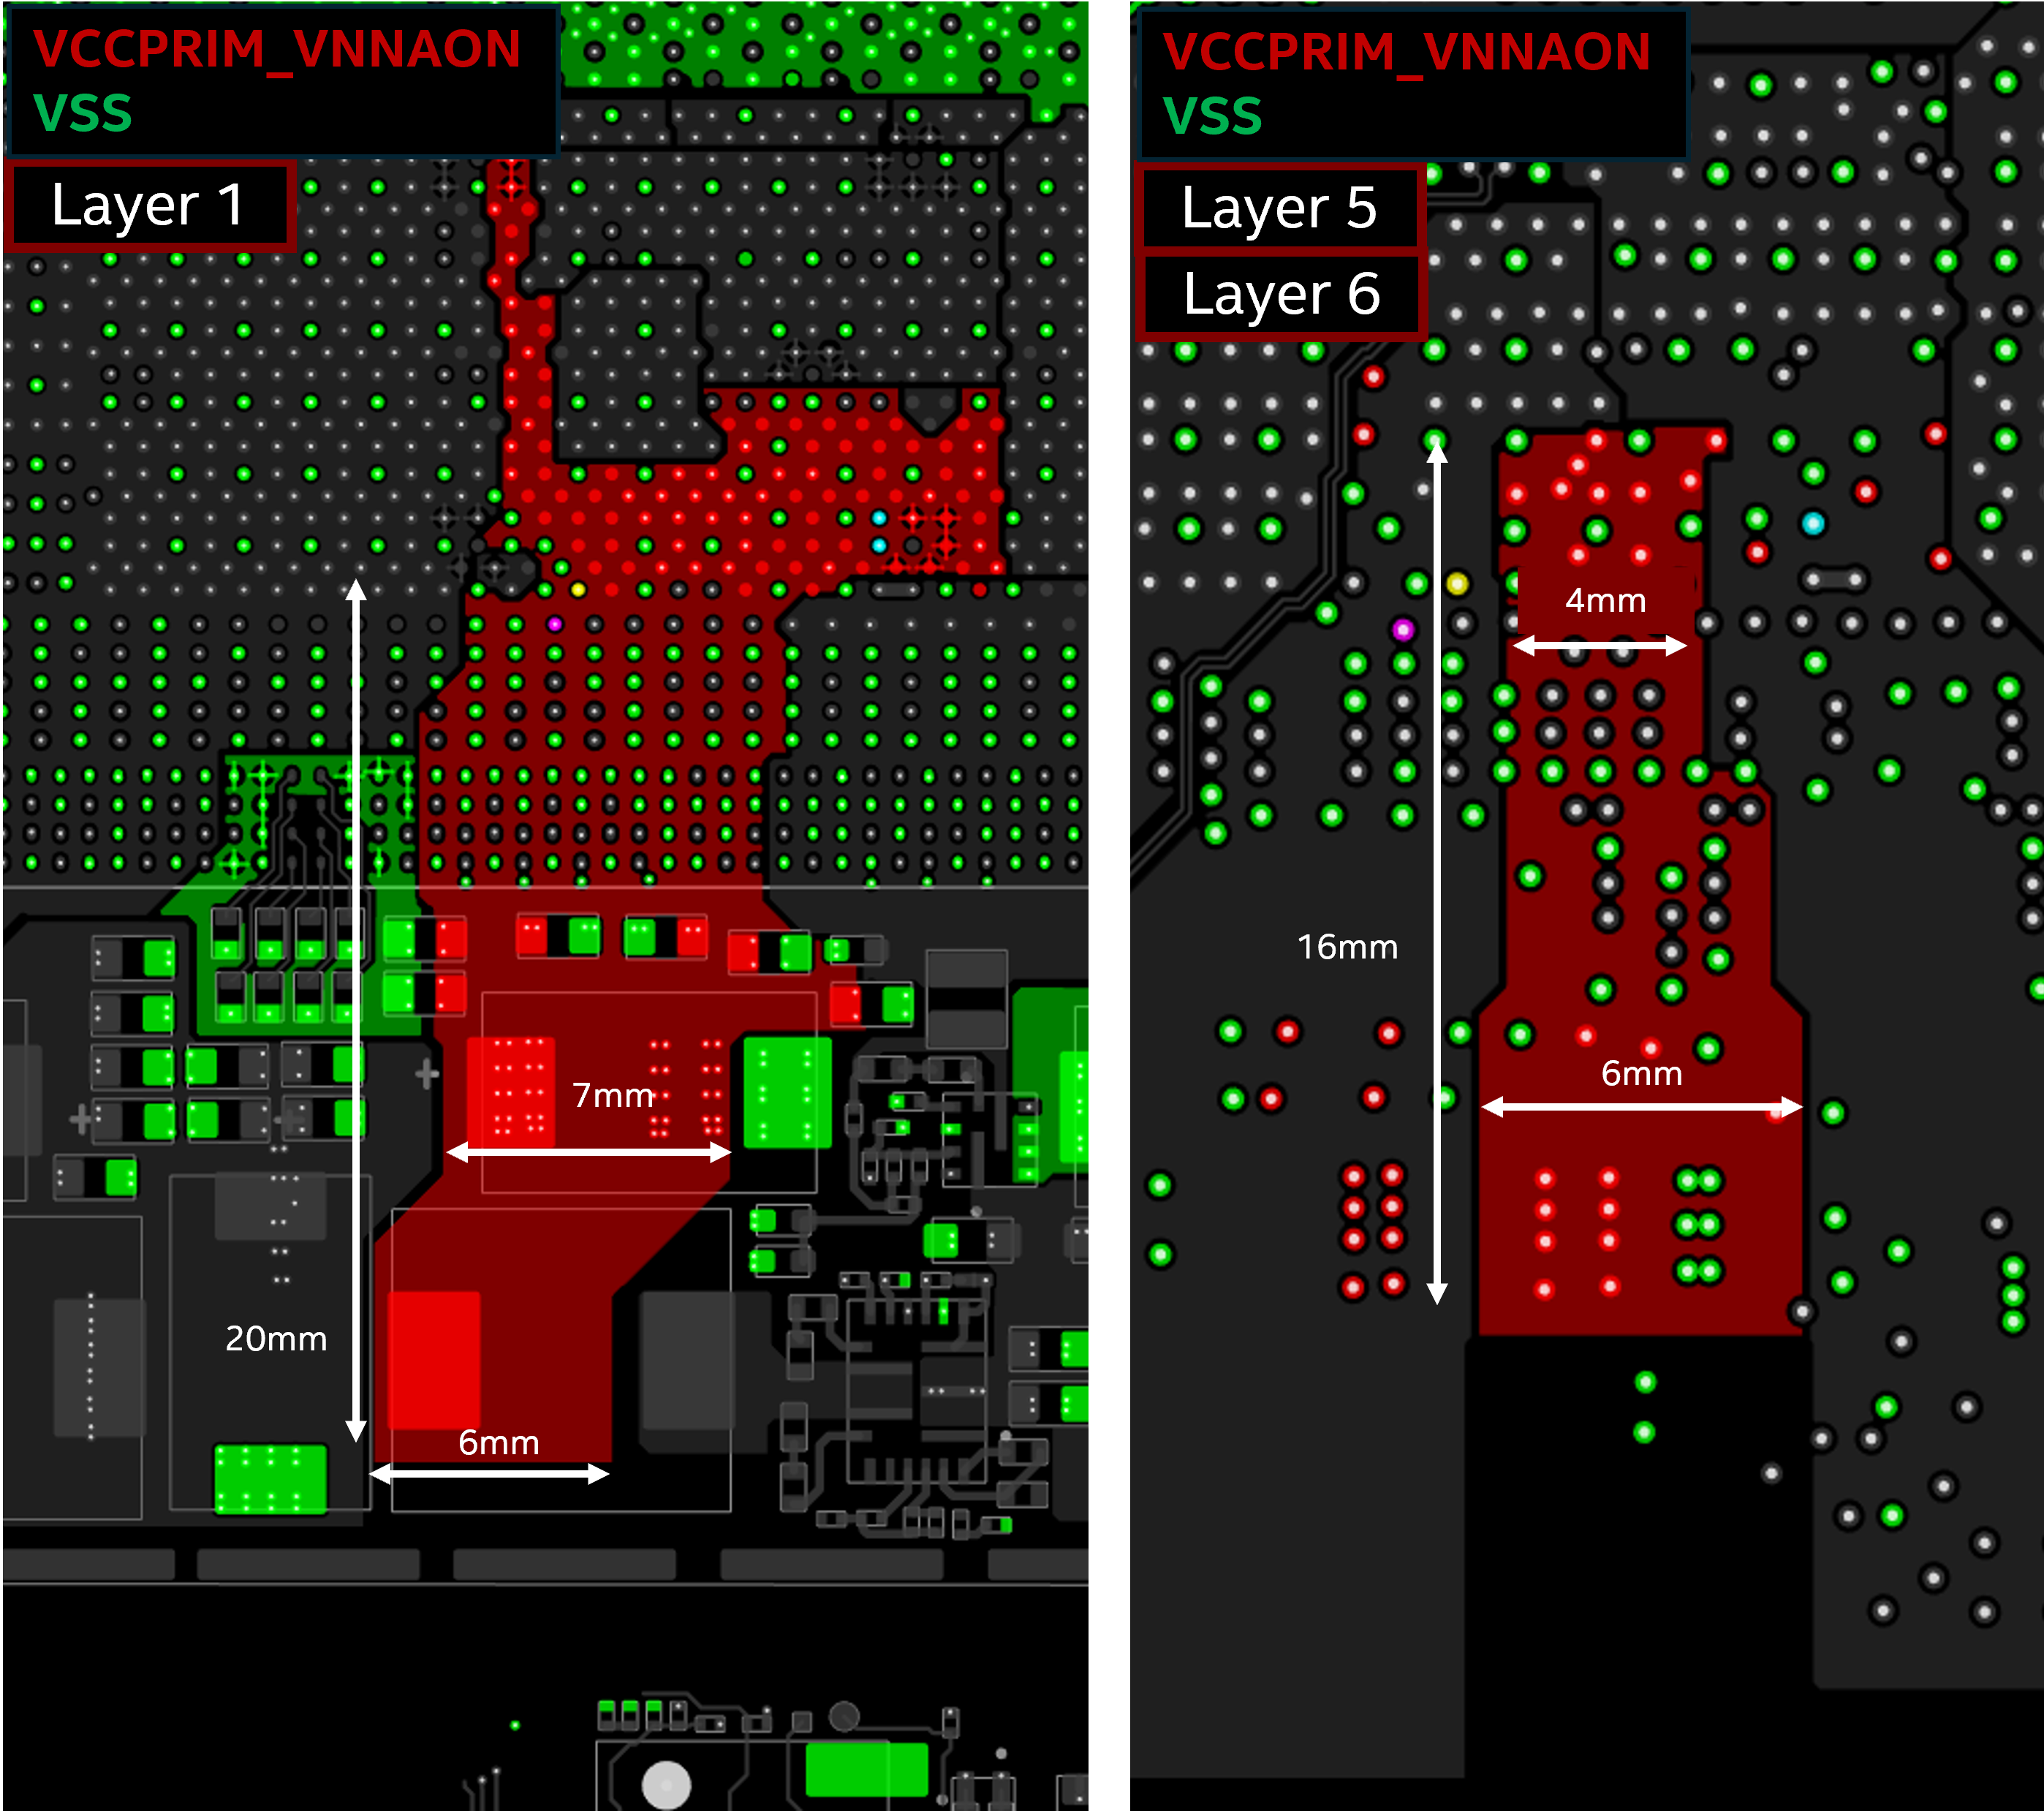 VCCPRIM_VNNAON
VSS
Layer 1
7mm
20mm
6mm
VCCPRIM_VNNAON
VSS
Layer 5
Layer 6
4mm
16mm
6mm